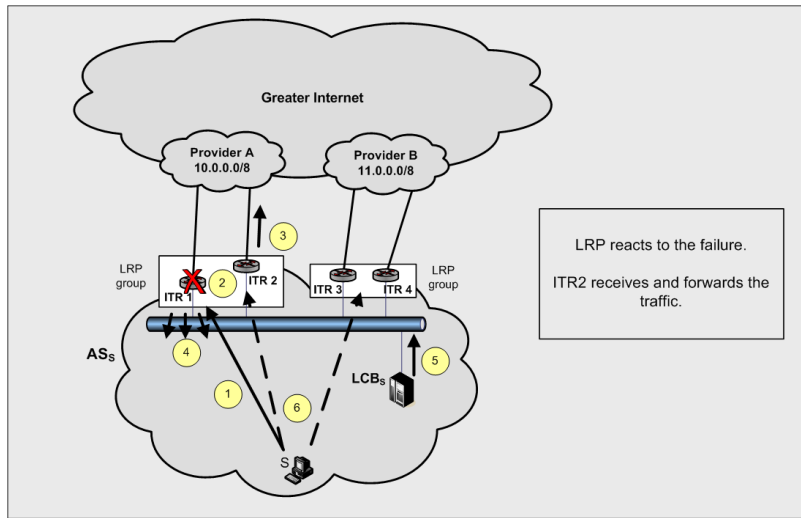 Greater Internet
Provider A
10.0.0.0/8
Provider B
11.0.0.0/8
3
LRP
group
ITR 1
2
ITR 2
ITR 3
ITR 4
LRP
group
4
5
ASS
LCBS
1
6
S
LRP reacts to the failure.
ITR2 receives and forwards the
traffic.